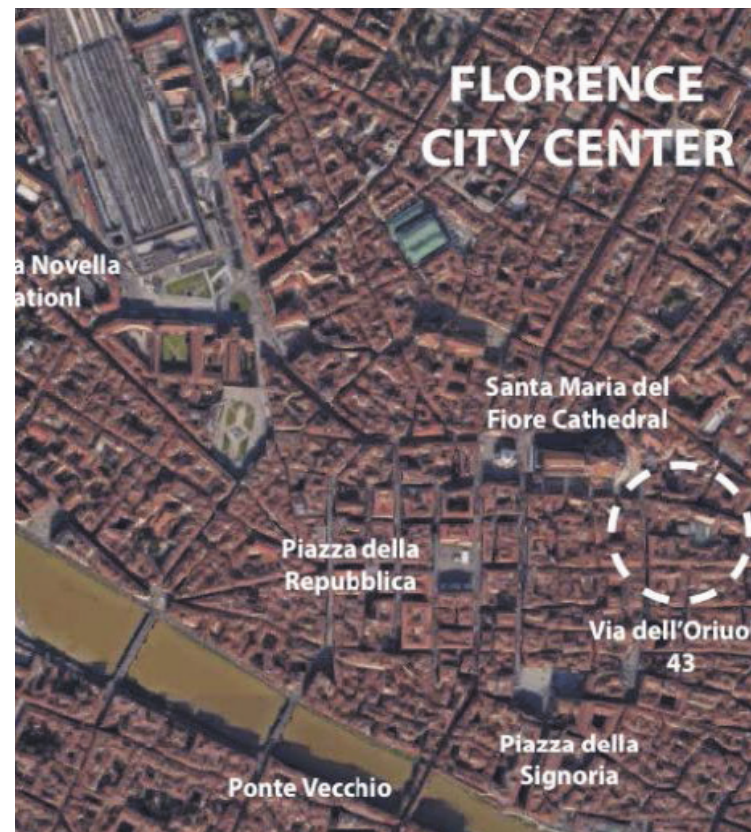 FLORENCE
CITY CENTER
a Novella
ationl
Santa Maria del
Fiore Cathedral
Piazza della
Repubblica
Via dell'Oriuo
43
Piazza della
Signoria
Ponte Vecchio